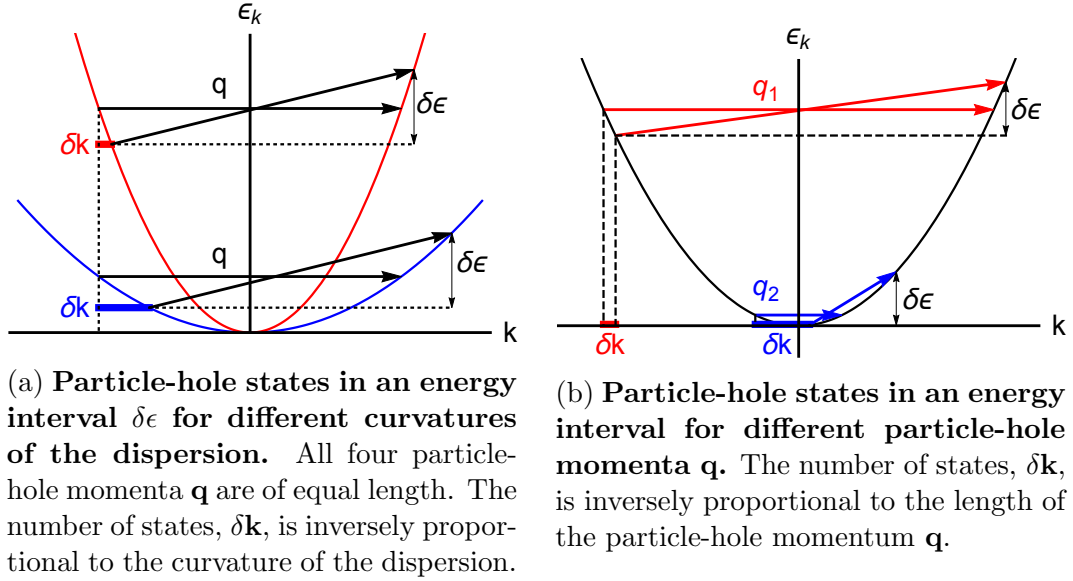 ϵₖ
q
δϵ
δk
q
δϵ
δk
k
(a) Particle-hole states in an energy
interval δϵ for different curvatures
of the dispersion. All four particle-
hole momenta q are of equal length. The
number of states, δk, is inversely propor-
tional to the curvature of the dispersion.
ϵₖ
q₁
δϵ
q₂
δϵ
k
δk
δk
(b) Particle-hole states in an energy
interval for different particle-hole
momenta q. The number of states, δk,
is inversely proportional to the length of
the particle-hole momentum q.